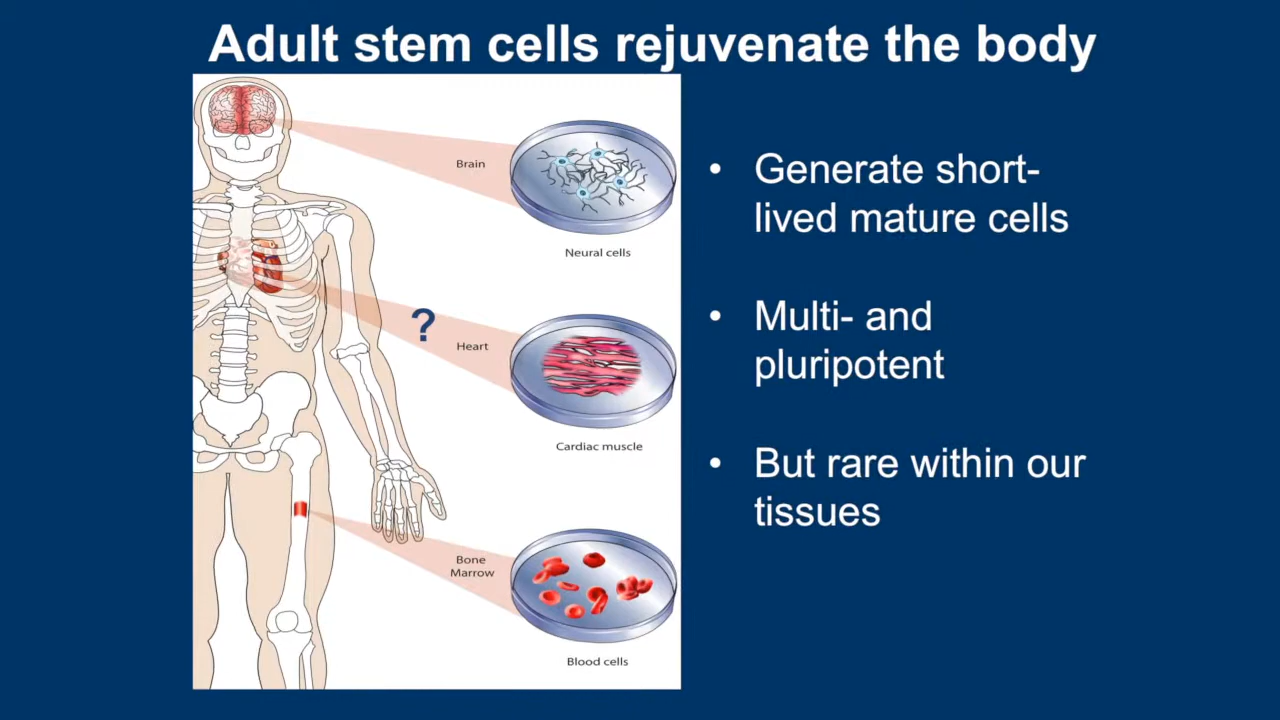 Adult stem cells rejuvenate the body
Brain
Neural cells
?
Heart
Cardiac muscle
Bone
Marrow
Blood cells
• Generate short-
lived mature cells
• Multi- and
pluripotent
• But rare within our
tissues